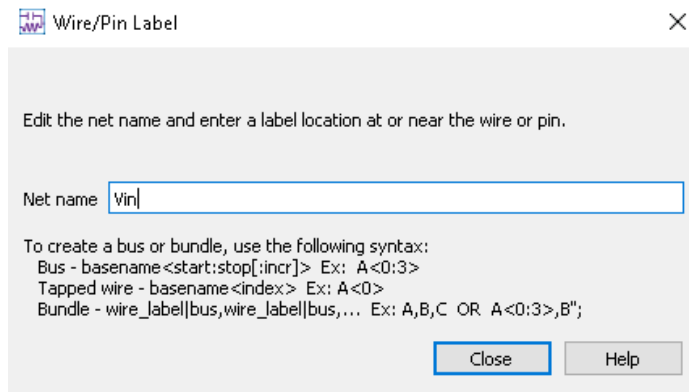 Wire/Pin Label
Edit the net name and enter a label location at or near the wire or pin.
Net name Vin
To create a bus or bundle, use the following syntax:
Bus - basename<start:stop[:incr]> Ex: A<0:3>
Tapped wire - basename<index> Ex: A<0>
Bundle - wire_label|bus,wire_label|bus,... Ex: A,B,C OR A<0:3>,B";
Close Help